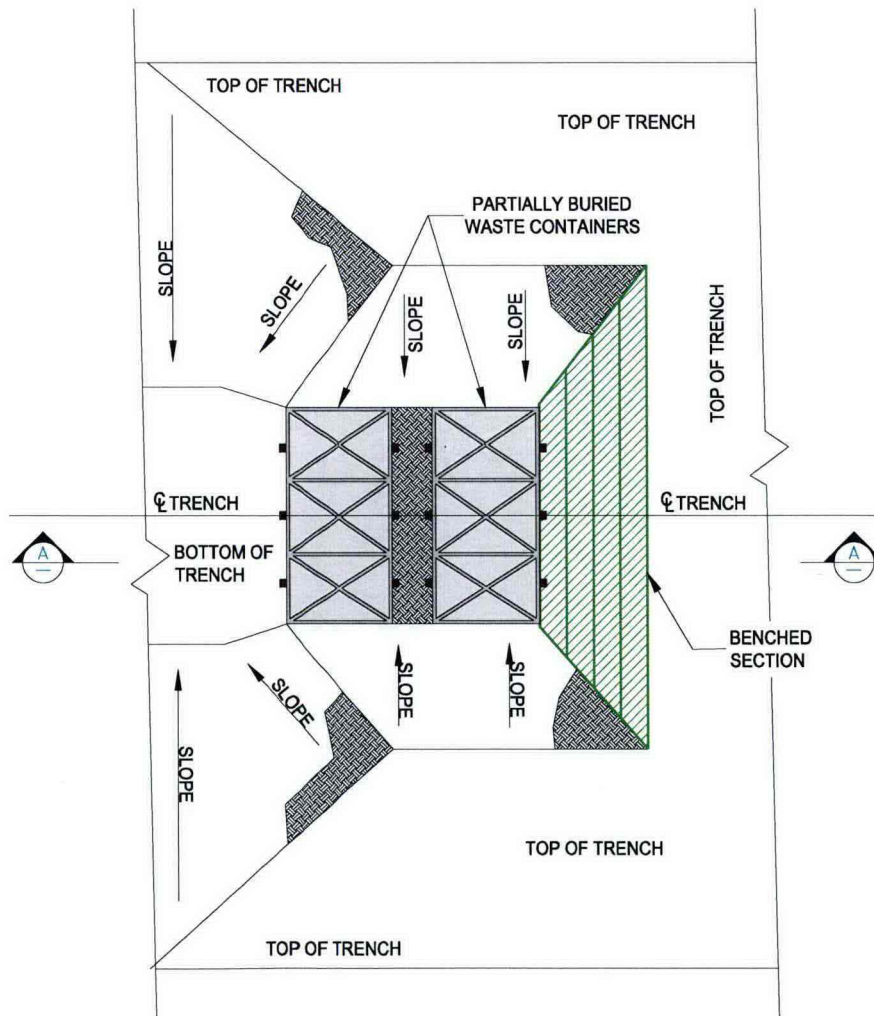 TOP OF TRENCH
TOP OF TRENCH
PARTIALLY BURIED
WASTE CONTAINERS
SLOPE
SLOPE
SLOPE
SLOPE
TOP OF TRENCH
℄ TRENCH
℄ TRENCH
A
A
BOTTOM OF
TRENCH
BENCHED
SECTION
SLOPE
SLOPE
SLOPE
SLOPE
TOP OF TRENCH
TOP OF TRENCH